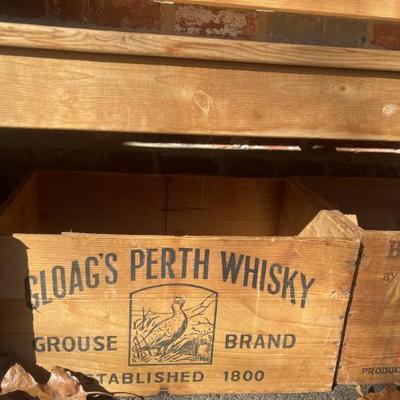 GLOAG'S PERTH WHISKY
GROUSE BRAND
ESTABLISHED 1800